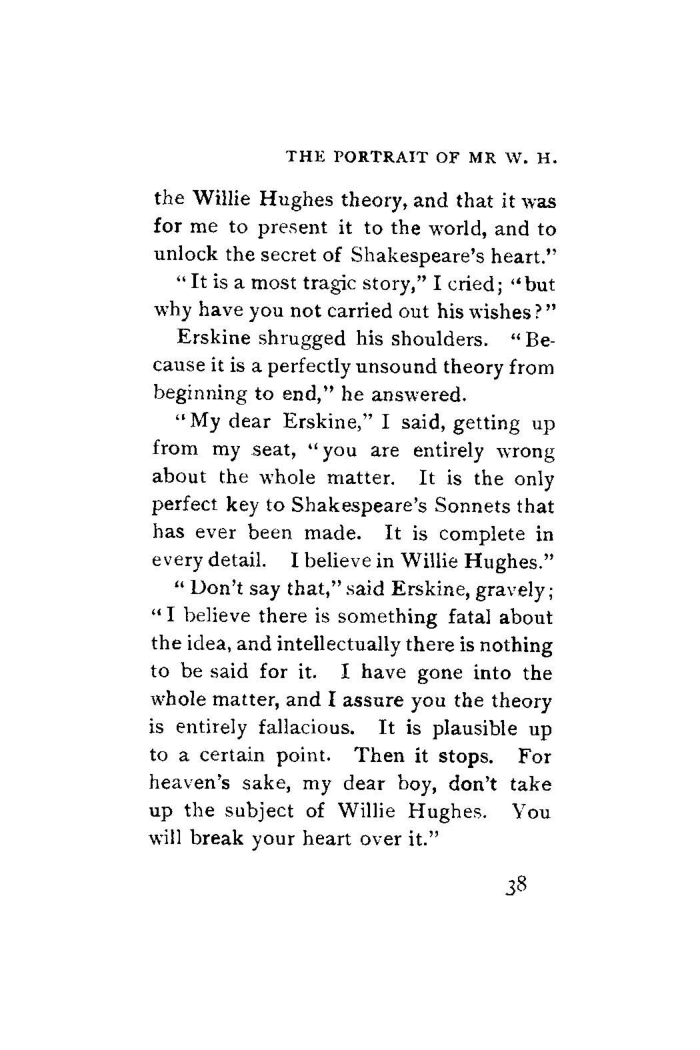 THE PORTRAIT OF MR W. H.
the Willie Hughes theory, and that it was
for me to present it to the world, and to
unlock the secret of Shakespeare's heart."
"It is a most tragic story," I cried; "but
why have you not carried out his wishes?"
Erskine shrugged his shoulders. "Be-
cause it is a perfectly unsound theory from
beginning to end," he answered.
"My dear Erskine," I said, getting up
from my seat, "you are entirely wrong
about the whole matter. It is the only
perfect key to Shakespeare's Sonnets that
has ever been made. It is complete in
every detail. I believe in Willie Hughes."
"Don't say that," said Erskine, gravely;
"I believe there is something fatal about
the idea, and intellectually there is nothing
to be said for it. I have gone into the
whole matter, and I assure you the theory
is entirely fallacious. It is plausible up
to a certain point. Then it stops. For
heaven's sake, my dear boy, don't take
up the subject of Willie Hughes. You
will break your heart over it."
38